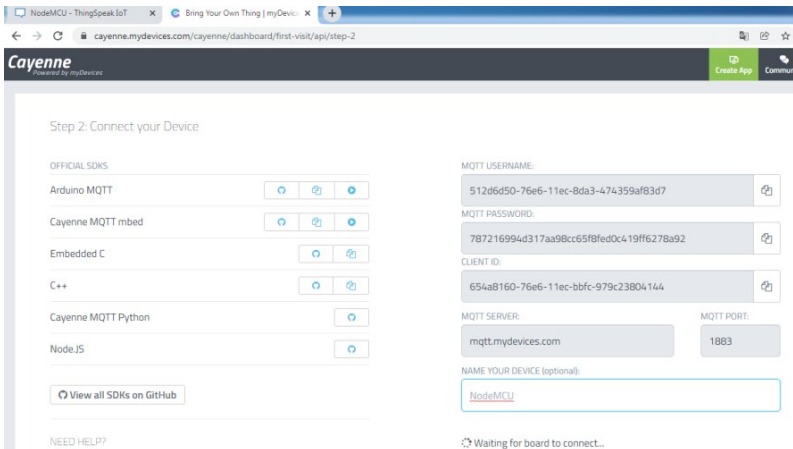 NodeMCU - ThingSpeak IoT
Bring Your Own Thing | myDevic
cayenne.mydevices.com/cayenne/dashboard/first-visit/api/step-2
Cayenne
Powered by myDevices
Create App
Commun
Step 2: Connect your Device
OFFICIAL SDKS:
Arduino MQTT
Cayenne MQTT mbed
Embedded C
C++
Cayenne MQTT Python
Node.JS
View all SDKs on GitHub
NEED HELP?
MQTT USERNAME:
512d6d50-76e6-11ec-8da3-474359af83d7
MQTT PASSWORD:
787216994d317aa98cc65f8fed0c419ff6278a92
CLIENT ID:
654a8160-76e6-11ec-bbfc-979c23804144
MQTT SERVER:
MQTT PORT:
mqtt.mydevices.com
1883
NAME YOUR DEVICE (optional):
NodeMCU
Waiting for board to connect...